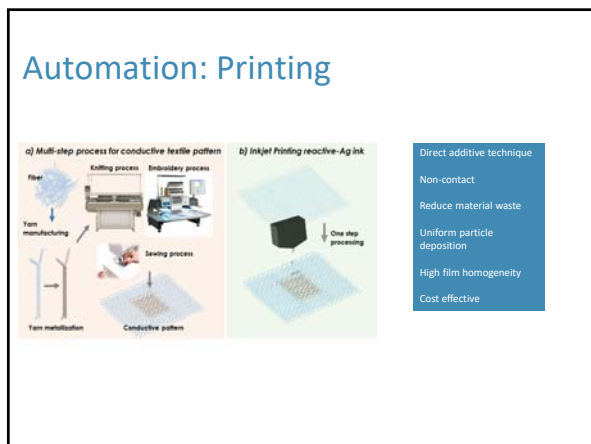 Automation: Printing
a) Multi-step process for conductive textile pattern
Knitting process
Embroidery process
Fiber
Yarn
manufacturing
Sewing process
Yarn metallization
Conductive pattern
b) Inkjet Printing reactive-Ag ink
One step
processing
Direct additive technique
Non-contact
Reduce material waste
Uniform particle
deposition
High film homogeneity
Cost effective